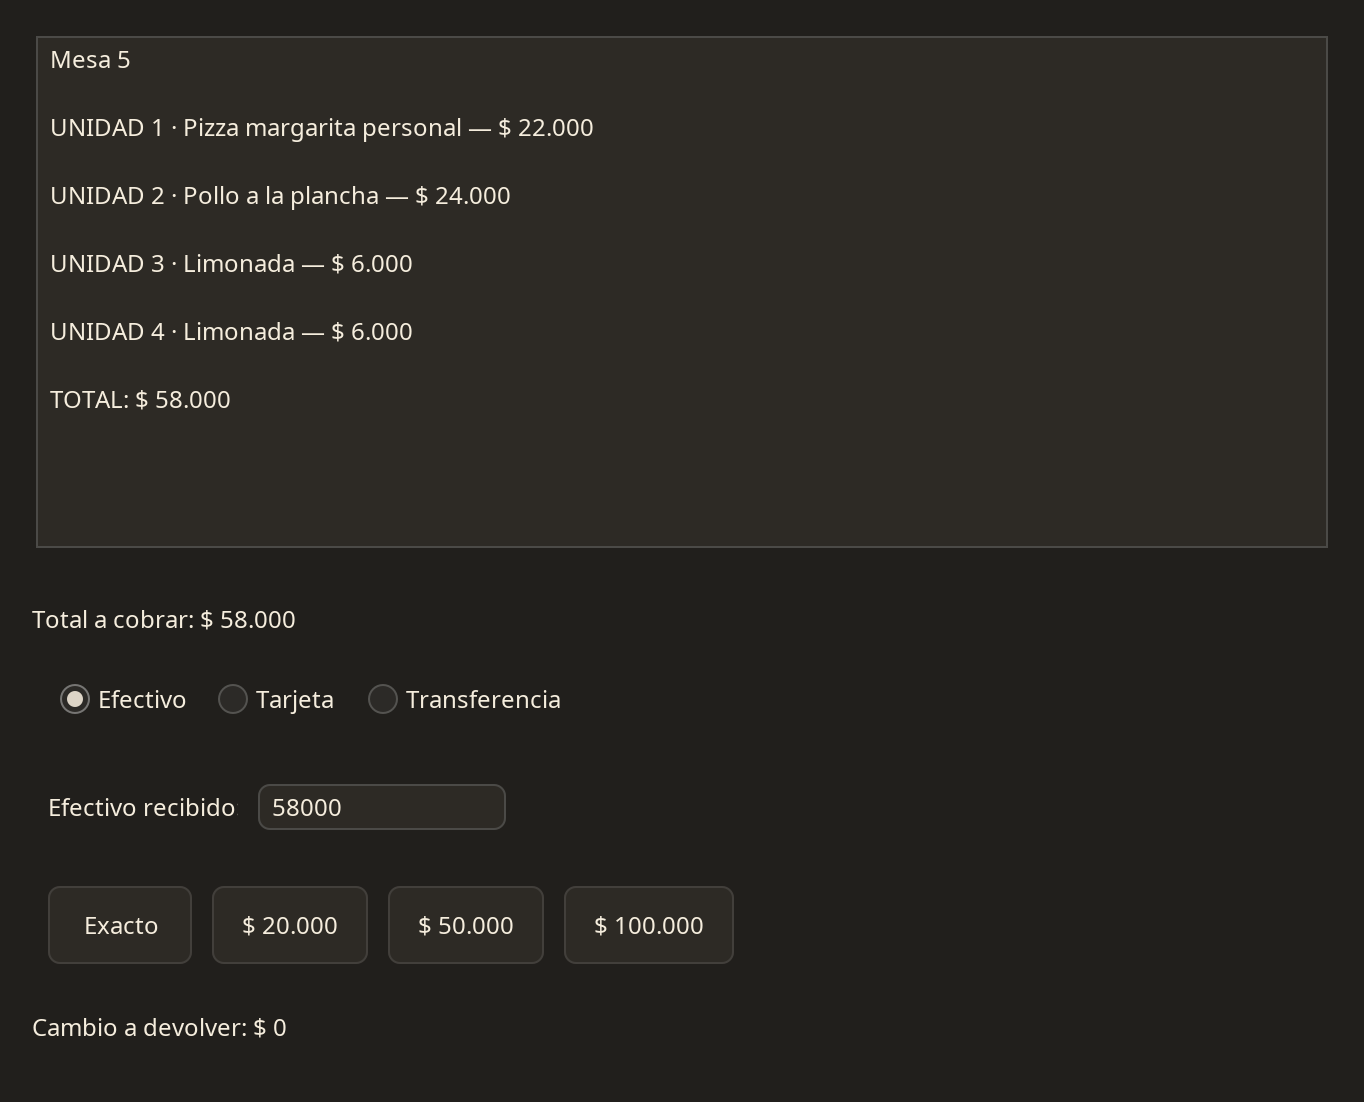 Mesa 5
UNIDAD 1 · Pizza margarita personal — $ 22.000
UNIDAD 2 · Pollo a la plancha — $ 24.000
UNIDAD 3 · Limonada — $ 6.000
UNIDAD 4 · Limonada — $ 6.000
TOTAL: $ 58.000
Total a cobrar: $ 58.000
Efectivo Tarjeta Transferencia
Efectivo recibido 58000
Exacto $ 20.000 $ 50.000 $ 100.000
Cambio a devolver: $ 0